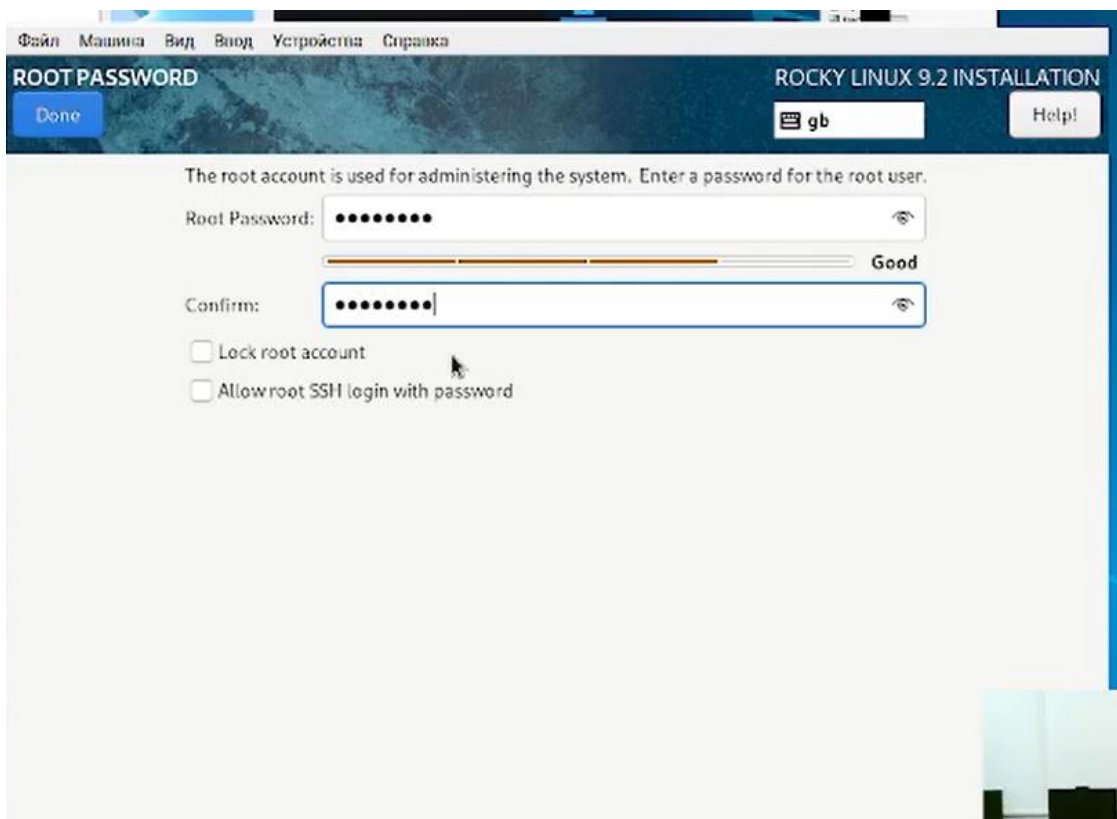 Файл Машина Вид Ввод Устройства Справка
ROOT PASSWORD
ROCKY LINUX 9.2 INSTALLATION
Done
gb
Help!
The root account is used for administering the system. Enter a password for the root user.
Root Password: ●●●●●●●●
Good
Confirm: ●●●●●●●●
Lock root account
Allow root SSH login with password